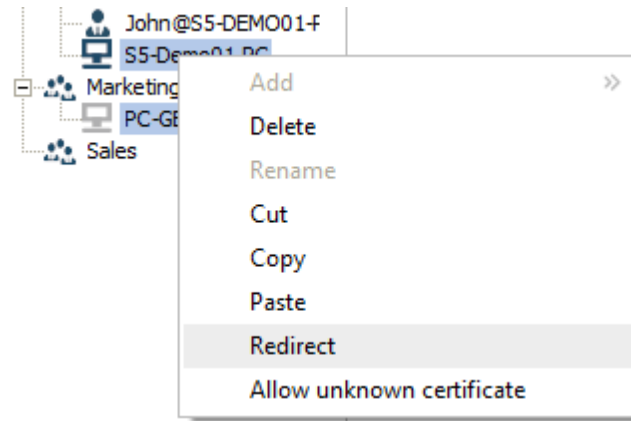 John@S5-DEMO01-F
S5-Demo01-PC
Marketing
PC-GE
Sales
Add »
Delete
Rename
Cut
Copy
Paste
Redirect
Allow unknown certificate